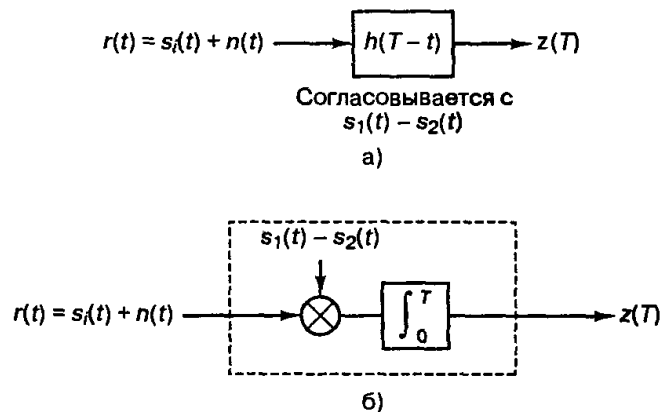 r(t) = sᵢ(t) + n(t) h(T – t) z(T)
Согласовывается с
s₁(t) – s₂(t)
а)
s₁(t) – s₂(t)
r(t) = sᵢ(t) + n(t) ∫₀ᵀ z(T)
б)